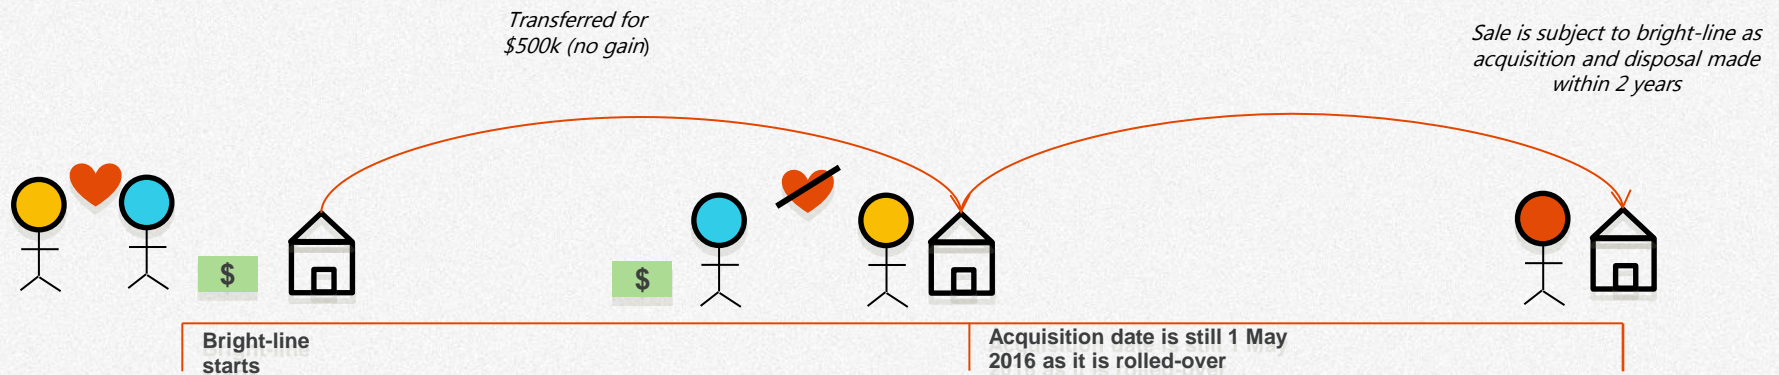 Transferred for
$500k (no gain)
Sale is subject to bright-line as
acquisition and disposal made
within 2 years
$
$
Bright-line
starts
Acquisition date is still 1 May
2016 as it is rolled-over